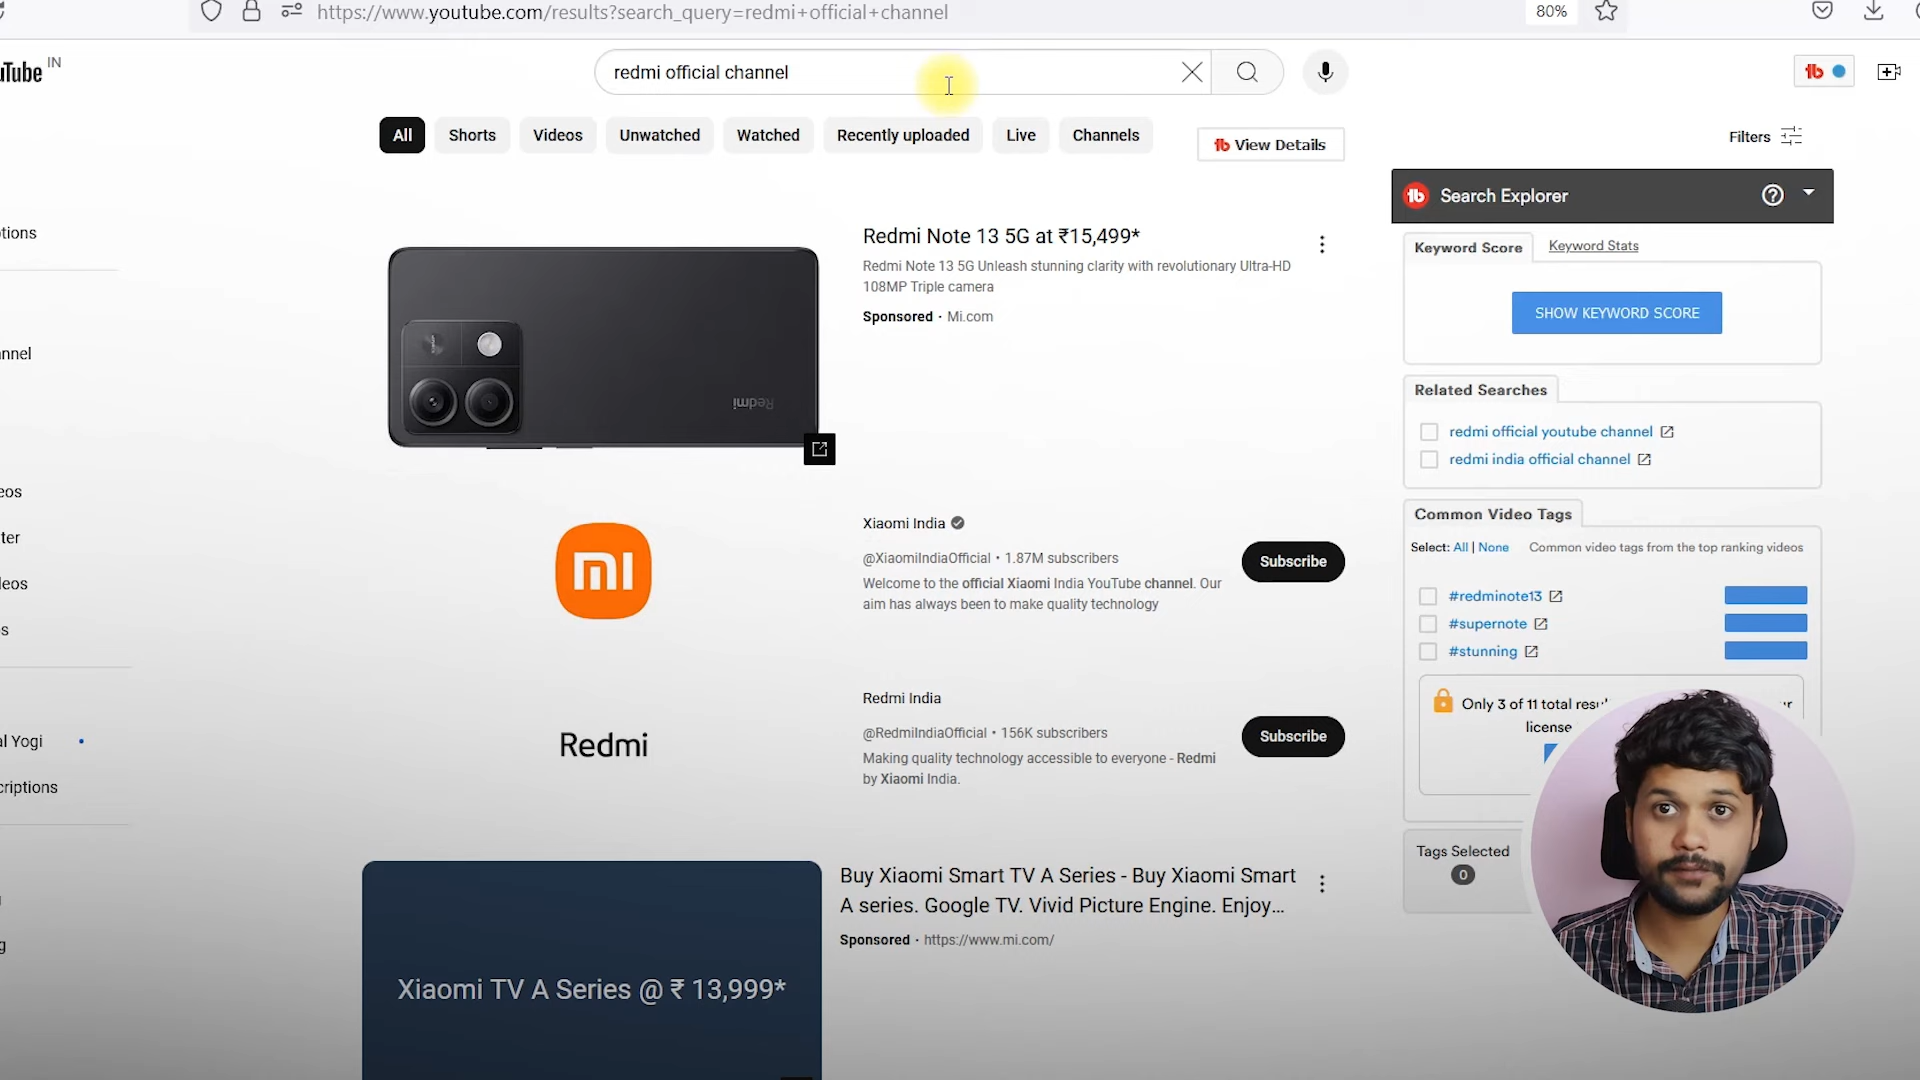 https://www.youtube.com/results?search_query=redmi+official+channel
80%
uTube IN
redmi official channel
All
Shorts
Videos
Unwatched
Watched
Recently uploaded
Live
Channels
View Details
Filters
Search Explorer
Keyword Score
Keyword Stats
SHOW KEYWORD SCORE
Related Searches
redmi official youtube channel
redmi india official channel
Common Video Tags
Select: All | None
Common video tags from the top ranking videos
#redminote13
#supernote
#stunning
Only 3 of 11 total resu
license
Tags Selected
0
Redmi Note 13 5G at ₹15,499*
Redmi Note 13 5G Unleash stunning clarity with revolutionary Ultra-HD
108MP Triple camera
Sponsored · Mi.com
Redmi
Xiaomi India
@XiaomiIndiaOfficial • 1.87M subscribers
Welcome to the official Xiaomi India YouTube channel. Our
aim has always been to make quality technology
Subscribe
Redmi
Redmi India
@RedmiIndiaOfficial • 156K subscribers
Making quality technology accessible to everyone - Redmi
by Xiaomi India.
Subscribe
Xiaomi TV A Series @ ₹ 13,999*
Buy Xiaomi Smart TV A Series - Buy Xiaomi Smart
A series. Google TV. Vivid Picture Engine. Enjoy...
Sponsored · https://www.mi.com/
tions
nnel
eos
ter
leos
s
al Yogi
criptions
g